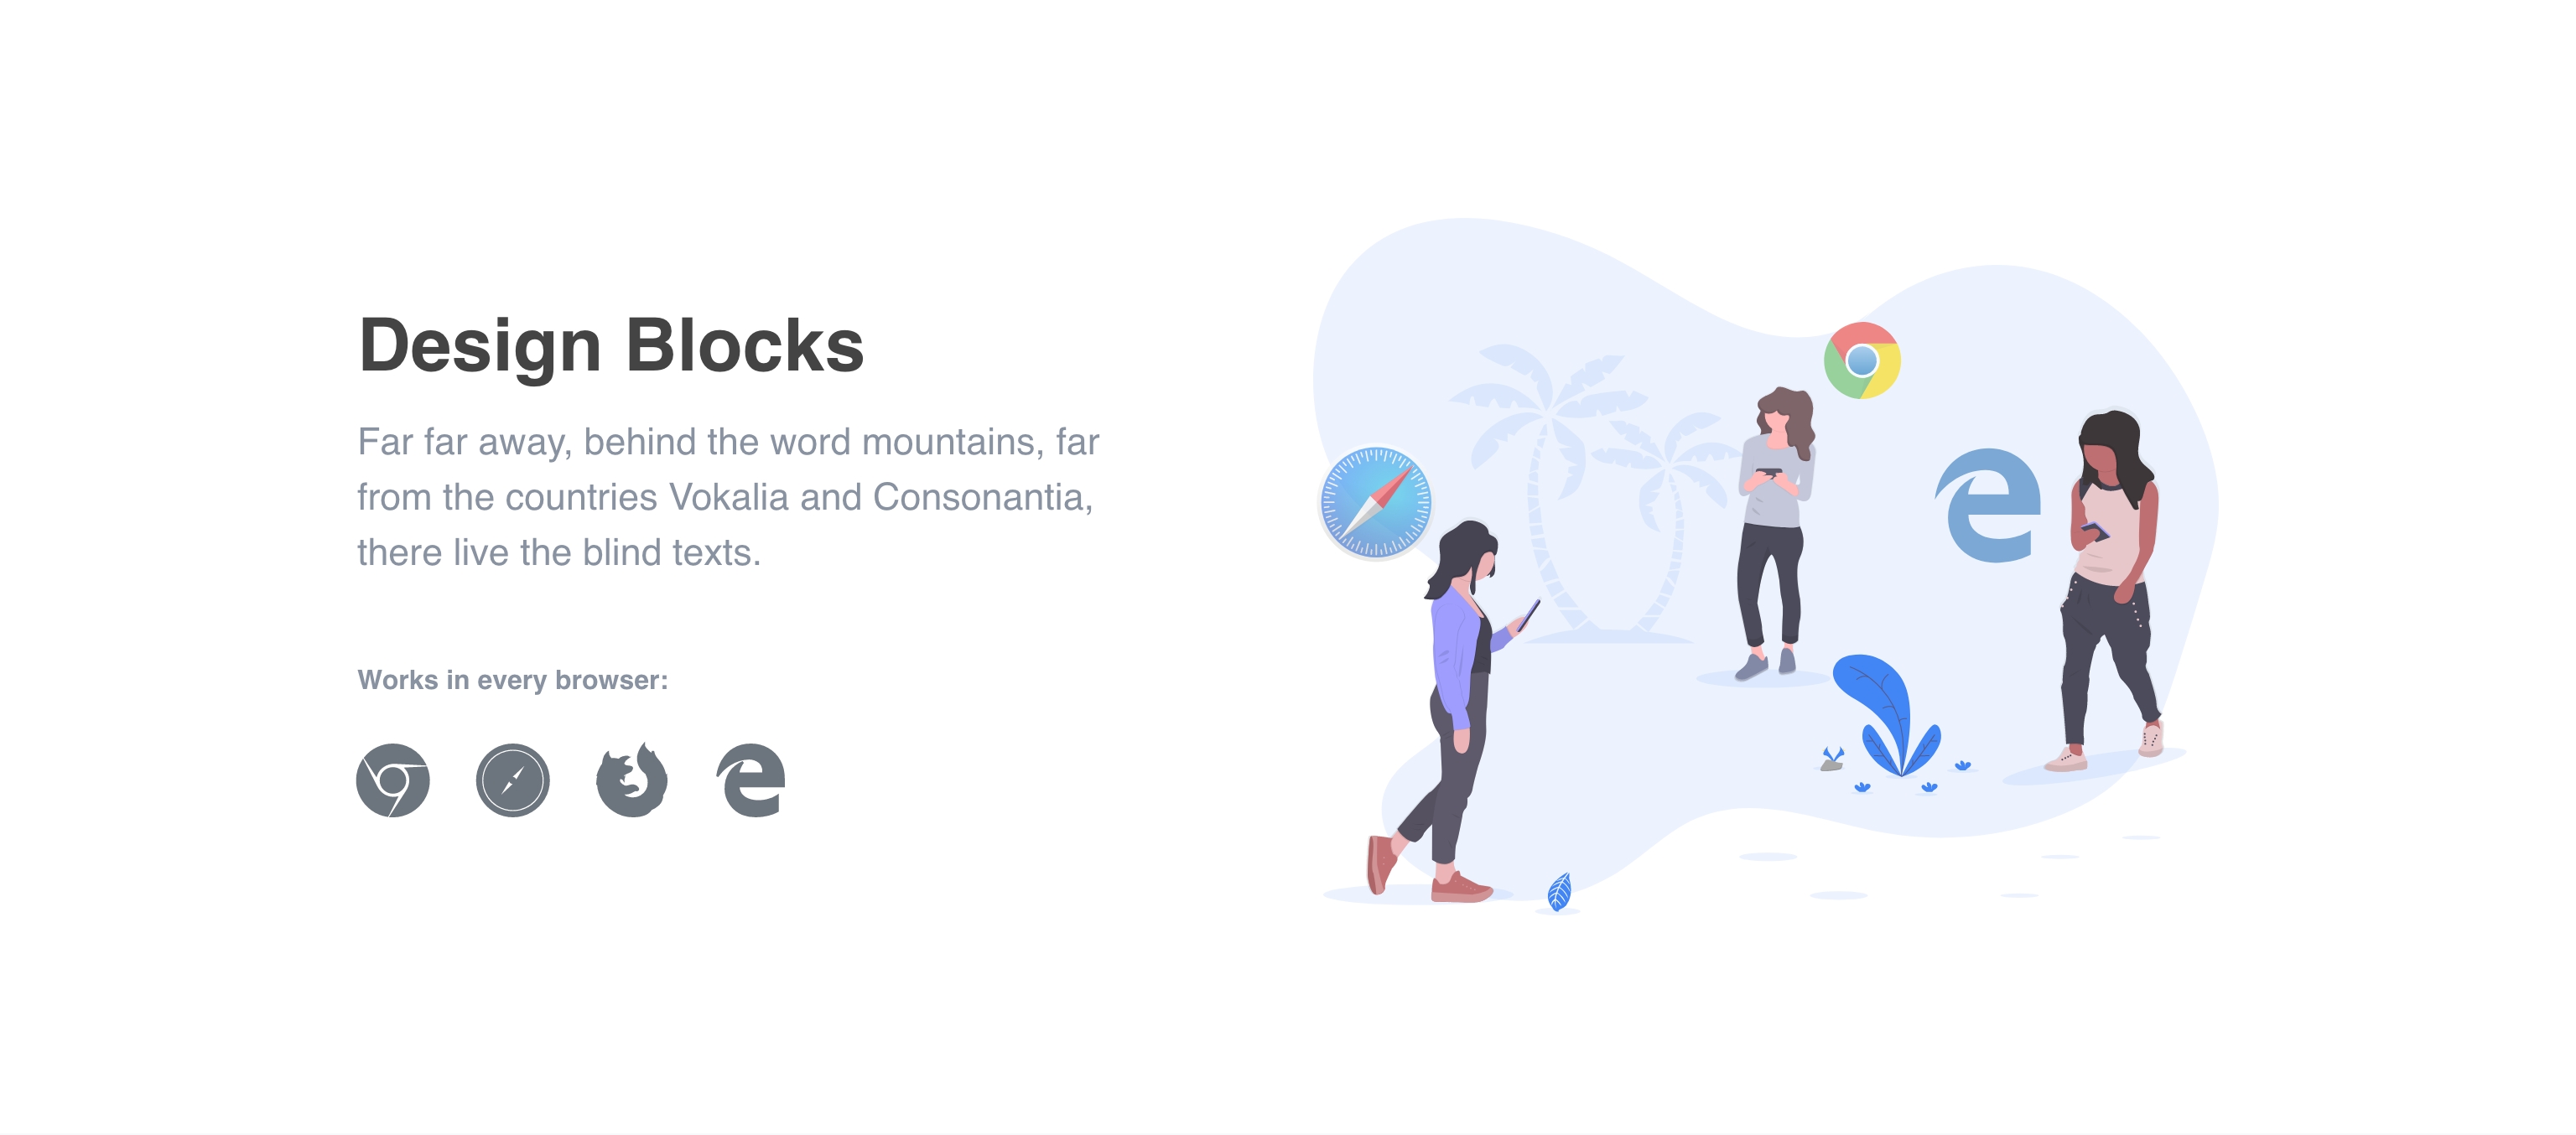 Design Blocks
Far far away, behind the word mountains, far
from the countries Vokalia and Consonantia,
there live the blind texts.
Works in every browser: